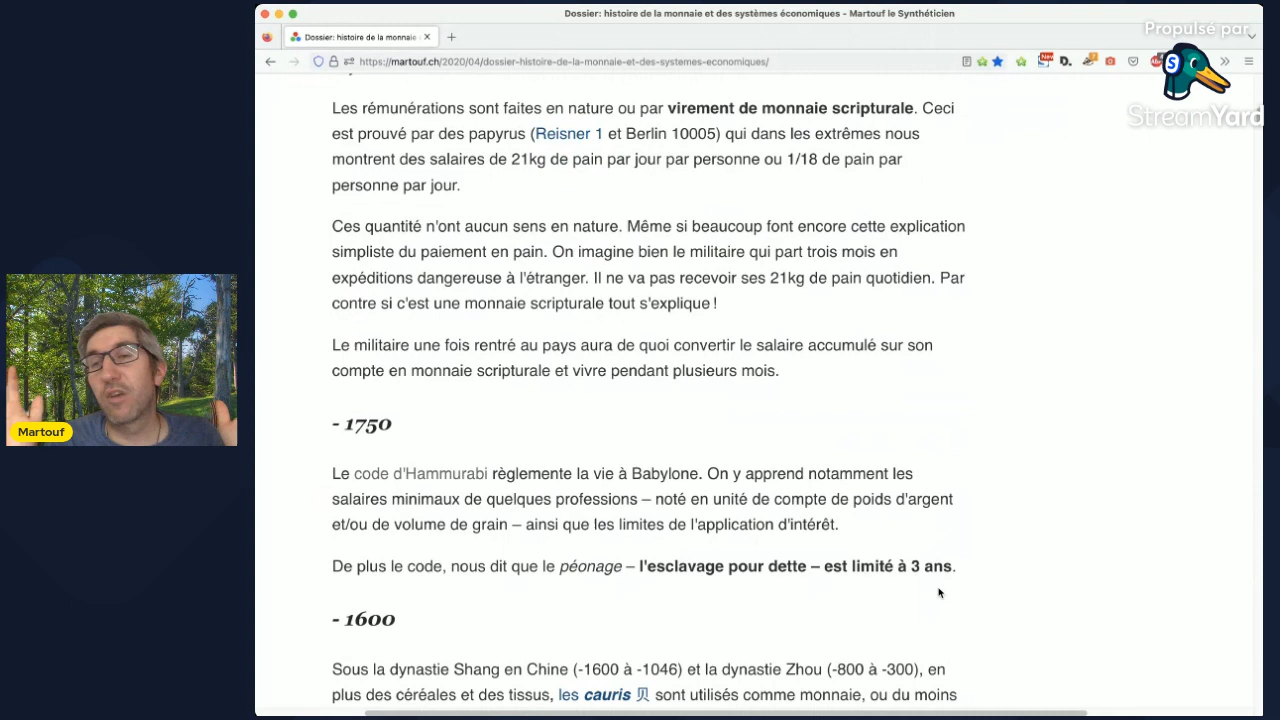 Dossier: histoire de la monnaie et des systèmes économiques - Martouf le Synthéticien
Propulsé par
Dossier: histoire de la monnaie
https://martouf.ch/2020/04/dossier-histoire-de-la-monnaie-et-des-systemes-economiques/
New
D.
StreamYard
Les rémunérations sont faites en nature ou par virement de monnaie scripturale. Ceci
est prouvé par des papyrus (Reisner 1 et Berlin 10005) qui dans les extrêmes nous
montrent des salaires de 21kg de pain par jour par personne ou 1/18 de pain par
personne par jour.
Ces quantité n'ont aucun sens en nature. Même si beaucoup font encore cette explication
simpliste du paiement en pain. On imagine bien le militaire qui part trois mois en
expéditions dangereuse à l'étranger. Il ne va pas recevoir ses 21kg de pain quotidien. Par
contre si c'est une monnaie scripturale tout s'explique !
Le militaire une fois rentré au pays aura de quoi convertir le salaire accumulé sur son
compte en monnaie scripturale et vivre pendant plusieurs mois.
- 1750
Martouf
Le code d'Hammurabi règlemente la vie à Babylone. On y apprend notamment les
salaires minimaux de quelques professions – noté en unité de compte de poids d'argent
et/ou de volume de grain – ainsi que les limites de l'application d'intérêt.
De plus le code, nous dit que le péonage – l'esclavage pour dette – est limité à 3 ans.
- 1600
Sous la dynastie Shang en Chine (-1600 à -1046) et la dynastie Zhou (-800 à -300), en
plus des céréales et des tissus, les cauris 贝 sont utilisés comme monnaie, ou du moins